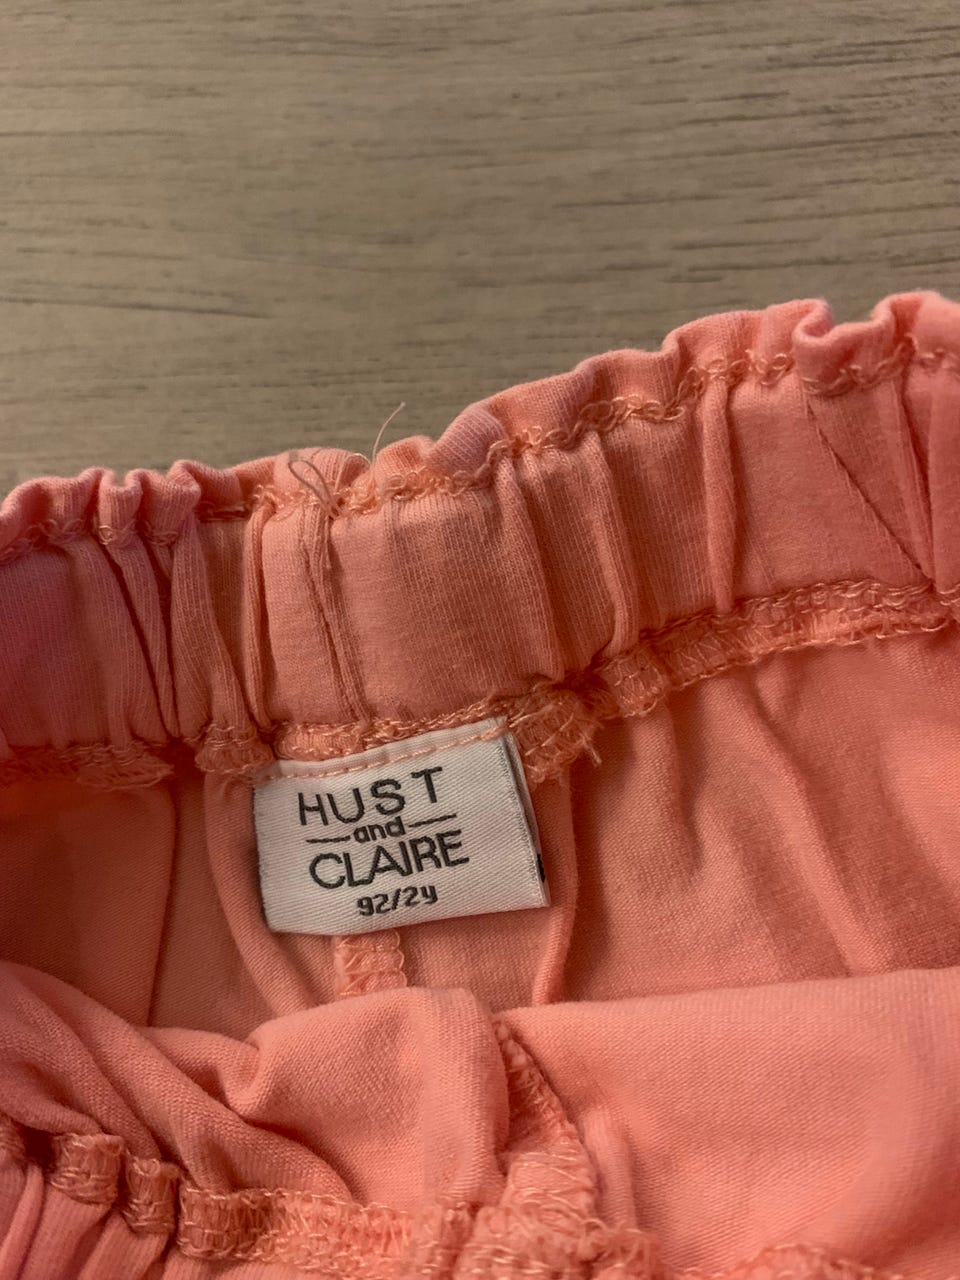 HUST
and
CLAIRE
92/2y